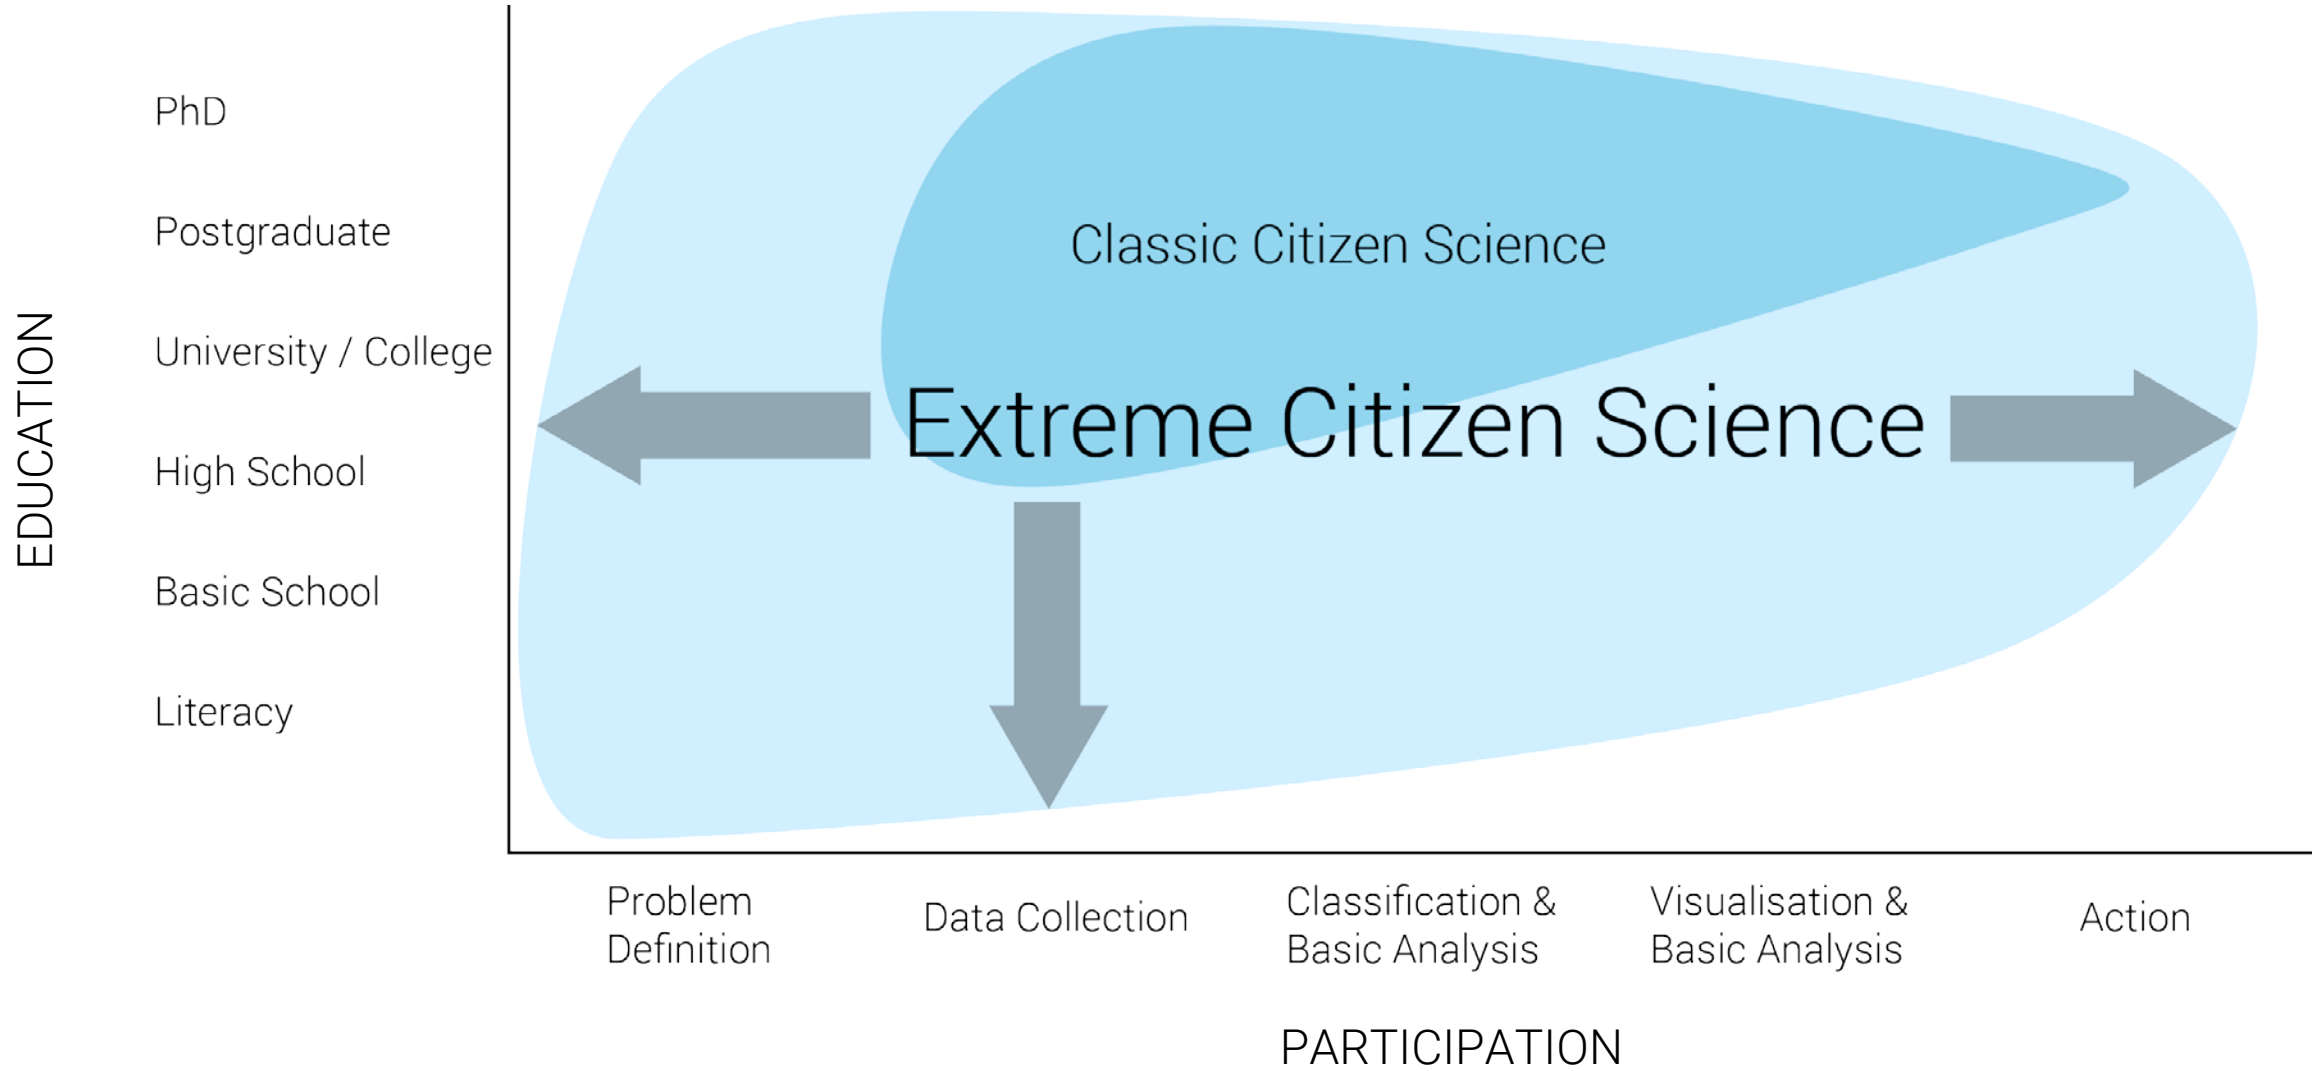 EDUCATION
PhD
Postgraduate
University / College
High School
Basic School
Literacy
Classic Citizen Science
Extreme Citizen Science
Problem
Definition
Data Collection
Classification &
Basic Analysis
Visualisation &
Basic Analysis
Action
PARTICIPATION